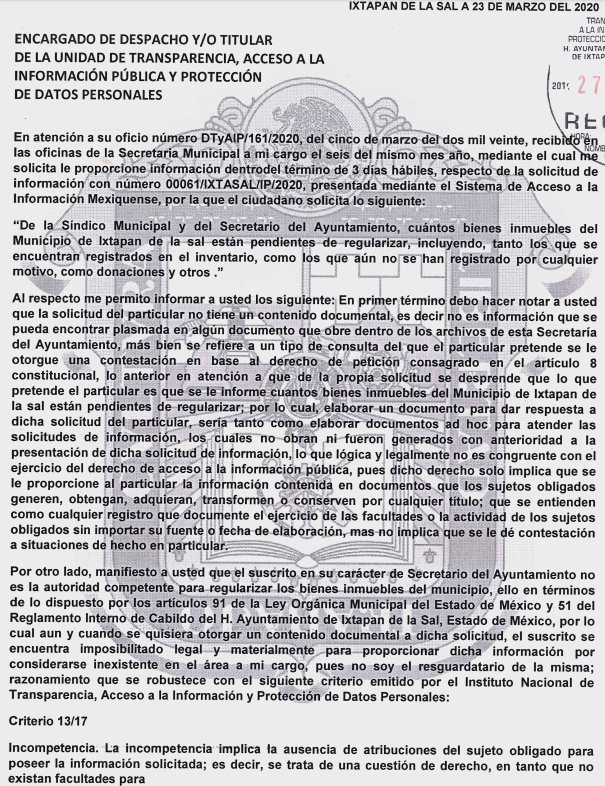 IXTAPAN DE LA SAL A 23 DE MARZO DEL 2020
TRAN
A LA IN
PROTECCIO
H. AYUNTAM
DE IXTAP
ENCARGADO DE DESPACHO Y/O TITULAR
DE LA UNIDAD DE TRANSPARENCIA, ACCESO A LA
INFORMACIÓN PÚBLICA Y PROTECCIÓN
DE DATOS PERSONALES
27
REC
HORA:
NOMB
En atención a su oficio número DTyAIP/161/2020, del cinco de marzo del dos mil veinte, recibido en
las oficinas de la Secretaria Municipal a mi cargo el seis del mismo mes año, mediante el cual me
solicita le proporcione información dentrodel término de 3 días hábiles, respecto de la solicitud de
información con número 00061/IXTASAL/IP/2020, presentada mediante el Sistema de Acceso a la
Información Mexiquense, por la que el ciudadano solicita lo siguiente:
“De la Síndico Municipal y del Secretario del Ayuntamiento, cuántos bienes inmuebles del
Municipio de Ixtapan de la sal están pendientes de regularizar, incluyendo, tanto los que se
encuentran registrados en el inventario, como los que aún no se han registrado por cualquier
motivo, como donaciones y otros .”
Al respecto me permito informar a usted los siguiente: En primer término debo hacer notar a usted
que la solicitud del particular no tiene un contenido documental, es decir no es información que se
pueda encontrar plasmada en algún documento que obre dentro de los archivos de esta Secretaría
del Ayuntamiento, más bien se refiere a un tipo de consulta del que el particular pretende se le
otorgue una contestación en base al derecho de petición consagrado en el artículo 8
constitucional, lo anterior en atención a que de la propia solicitud se desprende que lo que
pretende el particular es que se le informe cuantos bienes inmuebles del Municipio de Ixtapan de
la sal están pendientes de regularizar; por lo cual, elaborar un documento para dar respuesta a
dicha solicitud del particular, sería tanto como elaborar documentos ad hoc para atender las
solicitudes de información, los cuales no obran ni fueron generados con anterioridad a la
presentación de dicha solicitud de información, lo que lógica y legalmente no es congruente con el
ejercicio del derecho de acceso a la información pública, pues dicho derecho solo implica que se
le proporcione al particular la información contenida en documentos que los sujetos obligados
generen, obtengan, adquieran, transformen o conserven por cualquier título; que se entienden
como cualquier registro que documente el ejercicio de las facultades o la actividad de los sujetos
obligados sin importar su fuente o fecha de elaboración, mas no implica que se le dé contestación
a situaciones de hecho en particular.
Por otro lado, manifiesto a usted que el suscrito en su carácter de Secretario del Ayuntamiento no
es la autoridad competente para regularizar los bienes inmuebles del municipio, ello en términos
de lo dispuesto por los artículos 91 de la Ley Orgánica Municipal del Estado de México y 51 del
Reglamento Interno de Cabildo del H. Ayuntamiento de Ixtapan de la Sal, Estado de México, por lo
cual aun y cuando se quisiera otorgar un contenido documental a dicha solicitud, el suscrito se
encuentra imposibilitado legal y materialmente para proporcionar dicha información por
considerarse inexistente en el área a mi cargo, pues no soy el resguardatario de la misma;
razonamiento que se robustece con el siguiente criterio emitido por el Instituto Nacional de
Transparencia, Acceso a la Información y Protección de Datos Personales:
Criterio 13/17
Incompetencia. La incompetencia implica la ausencia de atribuciones del sujeto obligado para
poseer la información solicitada; es decir, se trata de una cuestión de derecho, en tanto que no
existan facultades para